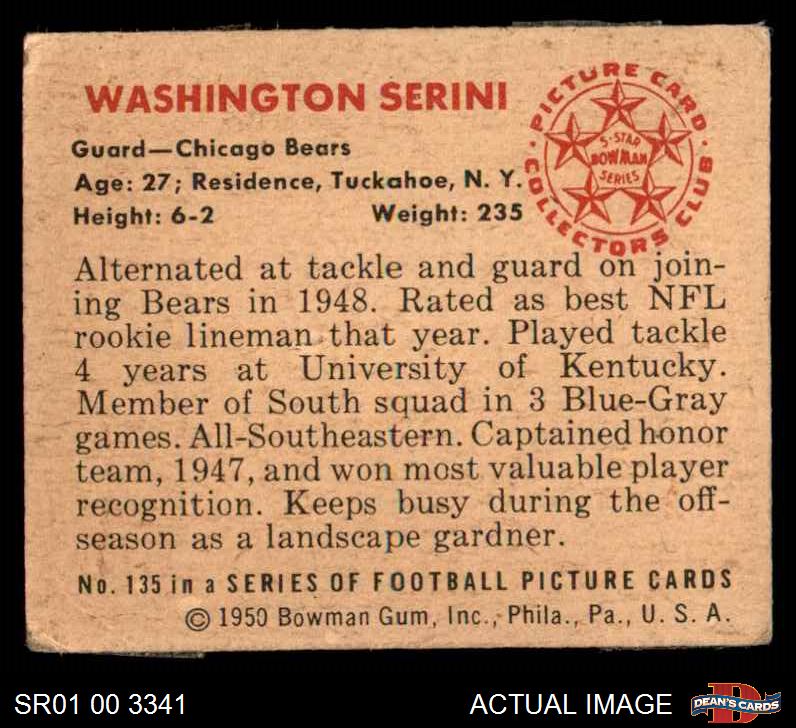 WASHINGTON SERINI
Guard—Chicago Bears
Age: 27; Residence, Tuckahoe, N. Y.
Height: 6-2 Weight: 235
PICTURE CARD COLLECTORS CLUB
5-STAR
BOWMAN
SERIES
Alternated at tackle and guard on join-
ing Bears in 1948. Rated as best NFL
rookie lineman that year. Played tackle
4 years at University of Kentucky.
Member of South squad in 3 Blue-Gray
games. All-Southeastern. Captained honor
team, 1947, and won most valuable player
recognition. Keeps busy during the off-
season as a landscape gardner.
No. 135 in a SERIES OF FOOTBALL PICTURE CARDS
© 1950 Bowman Gum, Inc., Phila., Pa., U. S. A.
SR01 00 3341 ACTUAL IMAGE
D
DEAN'S CARDS